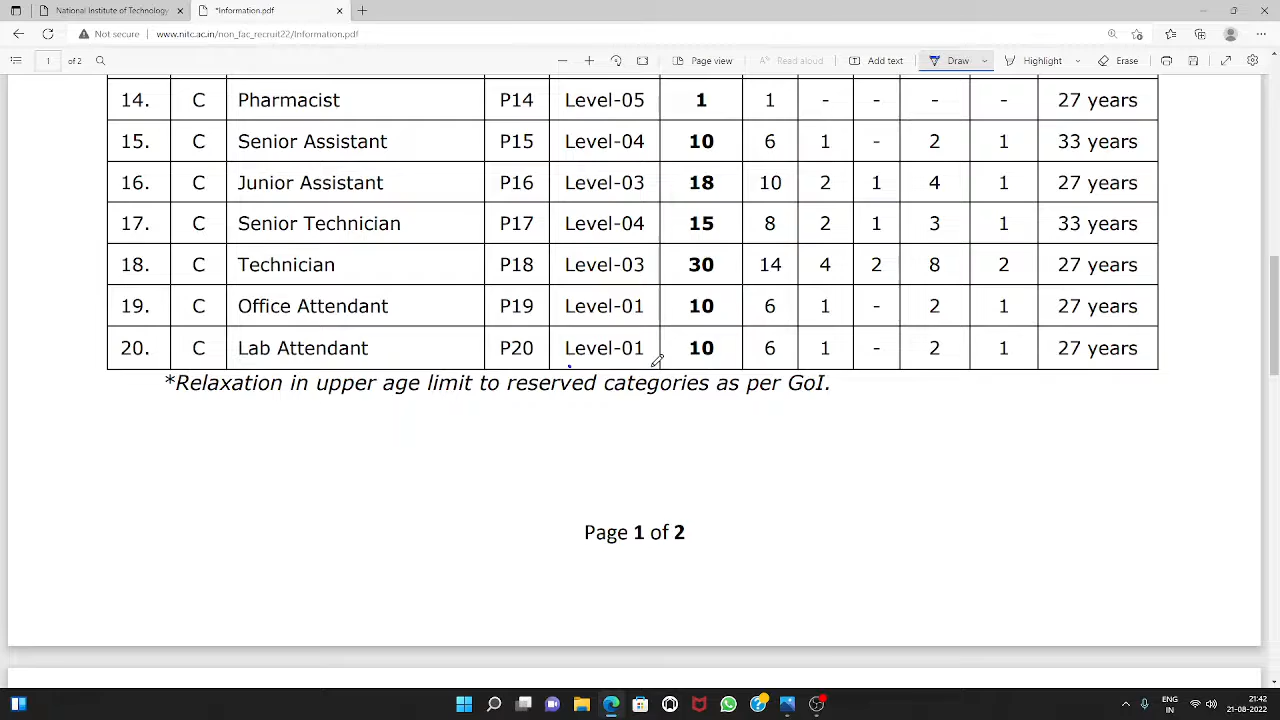 National Institute of Technology
*Information.pdf
Not secure
www.nitc.ac.in/non_fac_recruit22/Information.pdf
1 of 2
Page view
Read aloud
Add text
Draw
Highlight
Erase
14. C Pharmacist P14 Level-05 1 1 - - - - 27 years
15. C Senior Assistant P15 Level-04 10 6 1 - 2 1 33 years
16. C Junior Assistant P16 Level-03 18 10 2 1 4 1 27 years
17. C Senior Technician P17 Level-04 15 8 2 1 3 1 33 years
18. C Technician P18 Level-03 30 14 4 2 8 2 27 years
19. C Office Attendant P19 Level-01 10 6 1 - 2 1 27 years
20. C Lab Attendant P20 Level-01 10 6 1 - 2 1 27 years
*Relaxation in upper age limit to reserved categories as per GoI.
Page 1 of 2
ENG
IN
21:42
21-08-2022